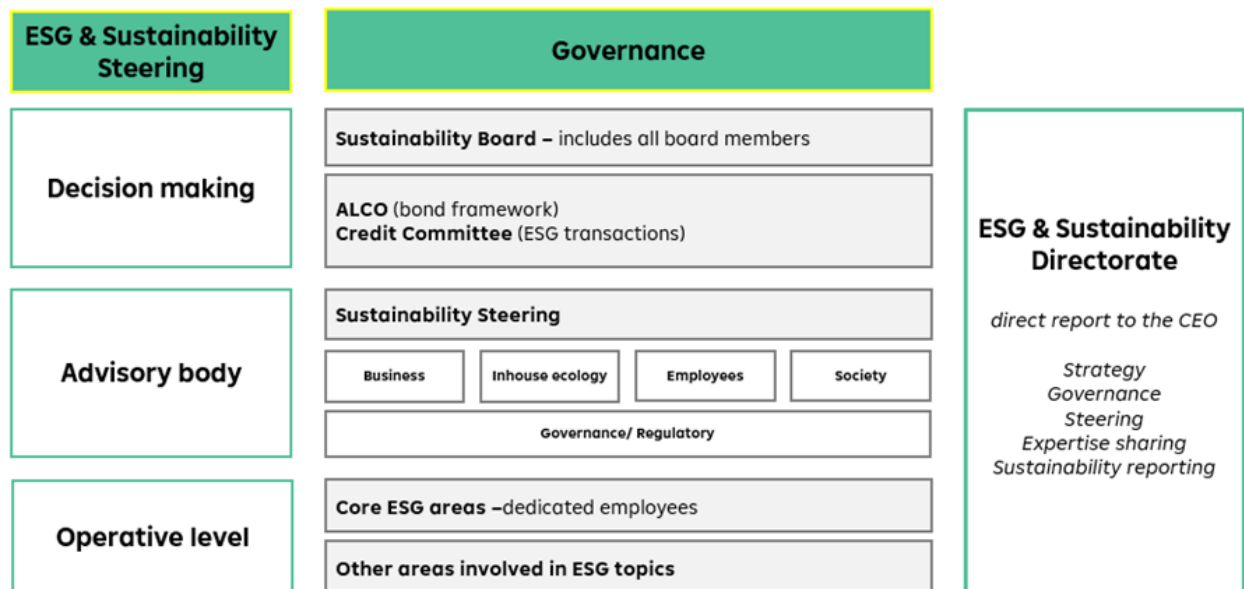 ESG & Sustainability
Steering
Governance
Decision making
Sustainability Board – includes all board members
ALCO (bond framework)
Credit Committee (ESG transactions)
Advisory body
Sustainability Steering
Business
Inhouse ecology
Employees
Society
Governance/ Regulatory
Operative level
Core ESG areas –dedicated employees
Other areas involved in ESG topics
ESG & Sustainability
Directorate
direct report to the CEO
Strategy
Governance
Steering
Expertise sharing
Sustainability reporting